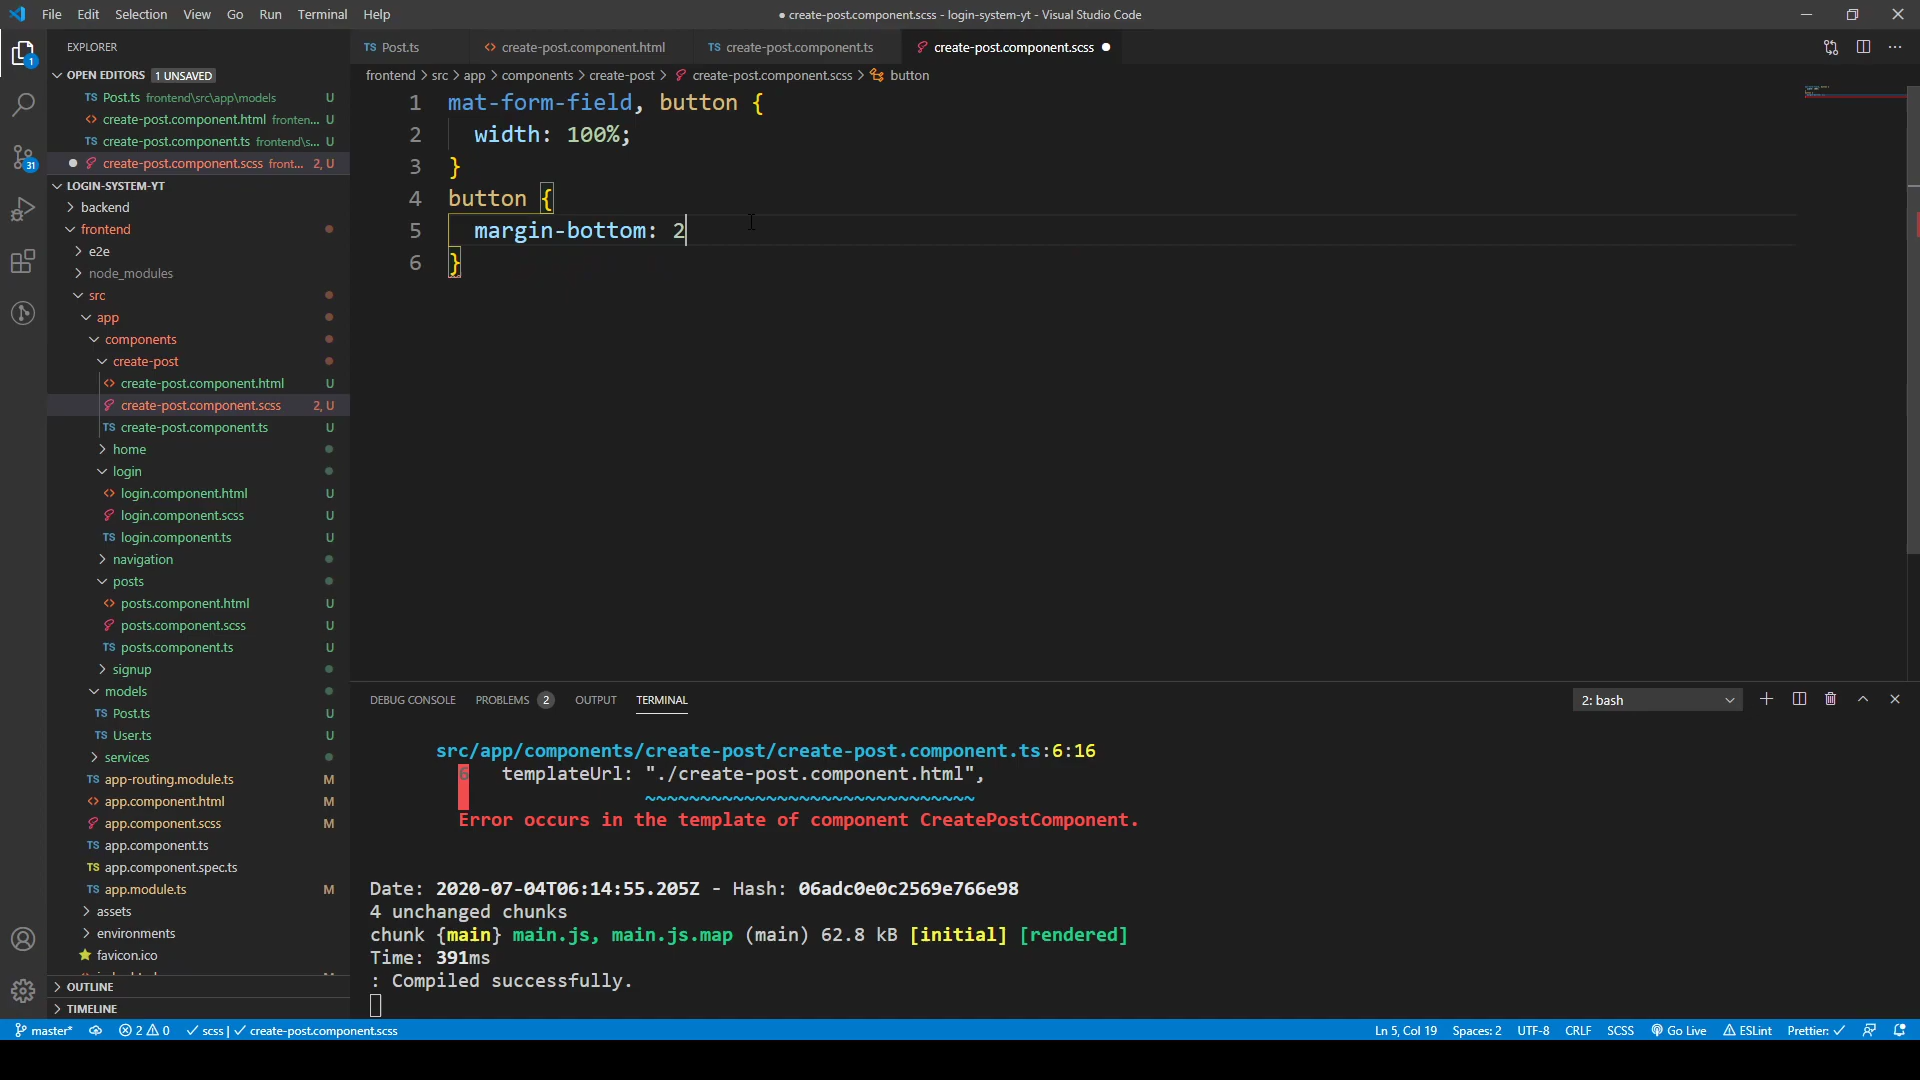 File Edit Selection View Go Run Terminal Help
● create-post.component.scss - login-system-yt - Visual Studio Code
EXPLORER
OPEN EDITORS 1 UNSAVED
TS Post.ts frontend\src\app\models U
<> create-post.component.html fronten... U
TS create-post.component.ts frontend\s... U
create-post.component.scss front... 2, U
LOGIN-SYSTEM-YT
backend
frontend
e2e
node_modules
src
app
components
create-post
<> create-post.component.html U
create-post.component.scss 2, U
TS create-post.component.ts U
home
login
<> login.component.html U
login.component.scss U
TS login.component.ts U
navigation
posts
<> posts.component.html U
posts.component.scss U
TS posts.component.ts U
signup
models
TS Post.ts U
TS User.ts U
services
TS app-routing.module.ts M
<> app.component.html M
app.component.scss M
TS app.component.ts
TS app.component.spec.ts
TS app.module.ts M
assets
environments
favicon.ico
OUTLINE
TIMELINE
1
31
TS Post.ts
<> create-post.component.html
TS create-post.component.ts
create-post.component.scss ●
frontend > src > app > components > create-post > create-post.component.scss > button
1 mat-form-field, button {
2 width: 100%;
3 }
4 button {
5 margin-bottom: 2
6 }
DEBUG CONSOLE PROBLEMS 2 OUTPUT TERMINAL
2: bash
src/app/components/create-post/create-post.component.ts:6:16
6 templateUrl: "./create-post.component.html",
~~~~~~~~~~~~~~~~~~~~~~~~~~~~~~
Error occurs in the template of component CreatePostComponent.
Date: 2020-07-04T06:14:55.205Z - Hash: 06adc0e0c2569e766e98
4 unchanged chunks
chunk {main} main.js, main.js.map (main) 62.8 kB [initial] [rendered]
Time: 391ms
: Compiled successfully.
master* 2 0 ✓ scss | ✓ create-post.component.scss
Ln 5, Col 19 Spaces: 2 UTF-8 CRLF SCSS Go Live ESLint Prettier: ✓